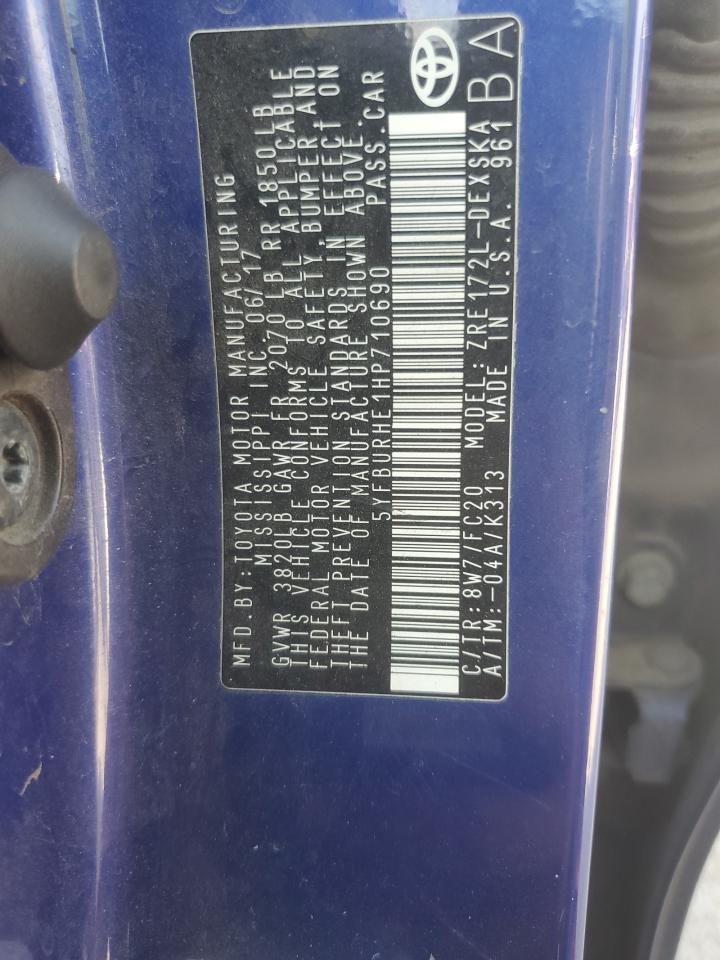 MFD. BY: TOYOTA MOTOR MANUFACTURING
MISSISSIPPI INC. 06/17
GVWR 3820LB GAWR FR 2070 LB RR 1850 LB
THIS VEHICLE CONFORMS TO ALL APPLICABLE
FEDERAL MOTOR VEHICLE SAFETY, BUMPER, AND
THEFT PREVENTION STANDARDS IN EFFECT ON
THE DATE OF MANUFACTURE SHOWN ABOVE.
5YFBURHE1HP710690 PASS. CAR
C/TR: 8W7/FC20 MODEL: ZRE172L-DEXSKA
A/TM: -04A/K313 MADE IN U.S.A. 961
BA